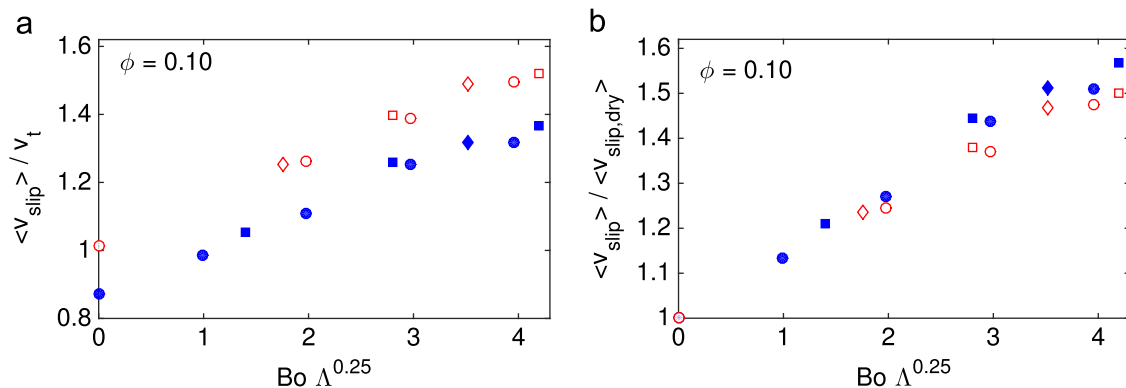 a
1.6
1.4
1.2
1
0.8
<v_slip> / v_t
ϕ = 0.10
0 1 2 3 4
Bo Λ^0.25
b
1.6
1.5
1.4
1.3
1.2
1.1
1
<v_slip> / <v_slip,dry>
ϕ = 0.10
0 1 2 3 4
Bo Λ^0.25